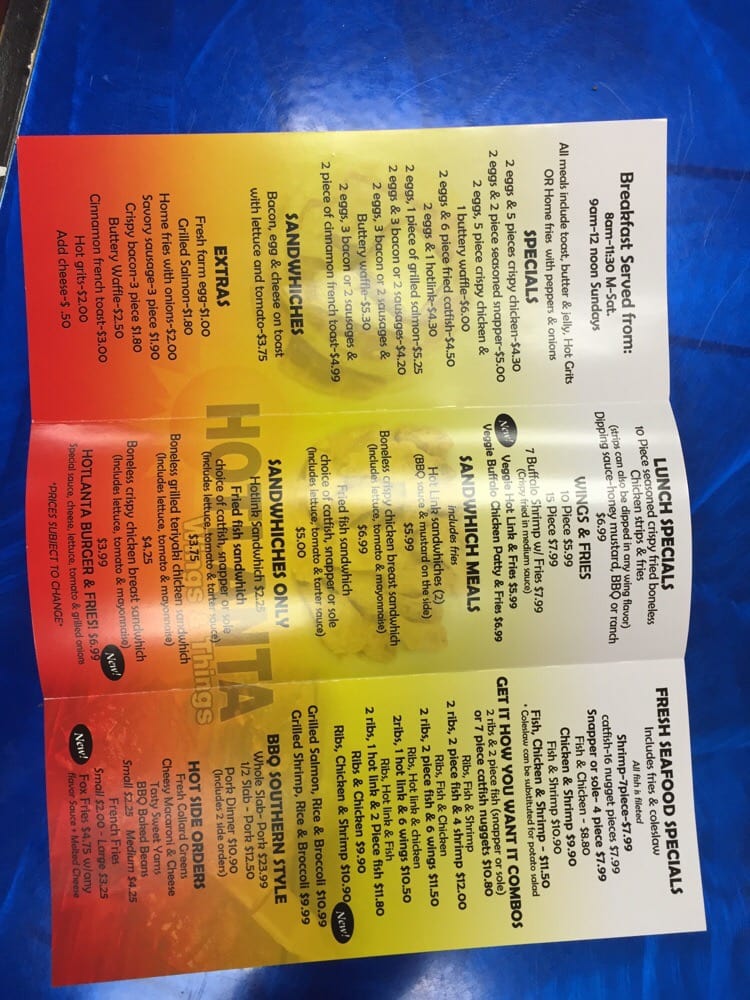 Breakfast Served from:
8am-11:30 M-Sat.
9am-12 noon Sundays
All meals include toast, butter & jelly, Hot Grits
OR Home fries with peppers & onions
SPECIALS
2 eggs & 5 pieces crispy chicken-$4.30
2 eggs & 2 piece seasoned snapper-$5.00
2 eggs, 5 piece crispy chicken &
1 buttery waffle-$6.00
2 eggs & 6 piece fried catfish-$4.50
2 eggs & 1 hotlink-$4.30
2 eggs, 1 piece of grilled salmon-$5.25
2 eggs & 3 bacon or 2 sausages-$4.20
2 eggs, 3 bacon or 2 sausages &
Buttery waffle-$5.30
2 eggs, 3 bacon or 2 sausages &
2 piece of cinnamon french toast-$4.99
SANDWHICHES
Bacon, egg & cheese on toast
with lettuce and tomato-$3.75
EXTRAS
Fresh farm egg-$1.00
Grilled Salmon-$1.80
Home fries with onions-$2.00
Savory sausage-3 piece $1.90
Crispy bacon-3 piece $1.80
Buttery Waffle-$2.50
Cinnamon french toast-$3.00
Hot grits-$2.00
Add cheese-$ .50
LUNCH SPECIALS
10 Piece seasoned crispy fried boneless
Chicken strips & fries
(strips can also be dipped in any wing flavor)
Dipping sauce-honey mustard, BBQ or ranch
$6.99
WINGS & FRIES
10 Piece $5.99
15 Piece $7.99
7 Buffalo Shrimp w/ Fries $7.99
(Crispy fried in medium sauce)
New! Veggie Hot Link & Fries $5.99
Veggie Buffalo Chicken Patty & Fries $6.99
SANDWHICH MEALS
includes fries
Hot Link sandwhiches (2)
(BBQ sauce & mustard on the side)
$5.99
Boneless crispy chicken breast sandwhich
(Includes lettuce, tomato & mayonnaise)
$6.99
Fried fish sandwhich
choice of catfish, snapper or sole
(Includes lettuce, tomato & tarter sauce)
$5.00
SANDWHICHES ONLY
Hotlink Sandwhich $2.25
Fried fish sandwhich
choice of catfish, snapper or sole
(Includes lettuce, tomato & tarter sauce)
$3.75
Boneless grilled teriyaki chicken sandwhich
(Includes lettuce, tomato & mayonnaise)
$4.25
Boneless crispy chicken breast sandwhich
(Includes lettuce, tomato & mayonnaise)
$3.99
HOTLANTA BURGER & FRIES! $6.99 New!
Special sauce, cheese, lettuce, tomato & grilled onions
*PRICES SUBJECT TO CHANGE*
HOTLANTA
Wings & Things
FRESH SEAFOOD SPECIALS
Includes fries & coleslaw
All fish is fileted
Shrimp-7piece-$7.99
catfish-16 nugget pieces $7.99
Snapper or sole- 4 piece $7.99
Fish & Chicken - $8.80
Chicken & Shrimp $9.90
Fish & Shrimp $10.90
Fish, Chicken & Shrimp - $11.50
* Coleslaw can be substituted for potato salad
GET IT HOW YOU WANT IT COMBOS
2 ribs & 2 piece fish (snapper or sole)
or 7 piece catfish nuggets $10.80
Ribs, Fish & Shrimp
2 ribs, 2 piece fish & 4 shrimp $12.00
Ribs, Fish & Chicken
2 ribs, 2 piece fish & 6 wings $11.50
Ribs, Hot link & chicken
2ribs, 1 hot link & 6 wings $10.50
Ribs, Hot link & Fish
2 ribs, 1 hot link & 2 Piece fish $11.80
Ribs & Chicken $9.90
Ribs, Chicken & Shrimp $10.90 New!
Grilled Salmon, Rice & Broccoli $10.99
Grilled Shrimp, Rice & Broccoli $9.99
BBQ SOUTHERN STYLE
Whole Slab- Pork $23.99
1/2 Slab - Pork $12.50
Pork Dinner $10.90
(Includes 2 side orders)
HOT SIDE ORDERS
Fresh Collard Greens
Cheesy Macaroni & Cheese
Tasty Sweet Yams
BBQ Baked Beans
Small $2.25 - Medium $4.25
French Fries
Small $2.00 - Large $3.25
New! Fox Fries $4.75 w/any
flavor Sauce + Melted Cheese